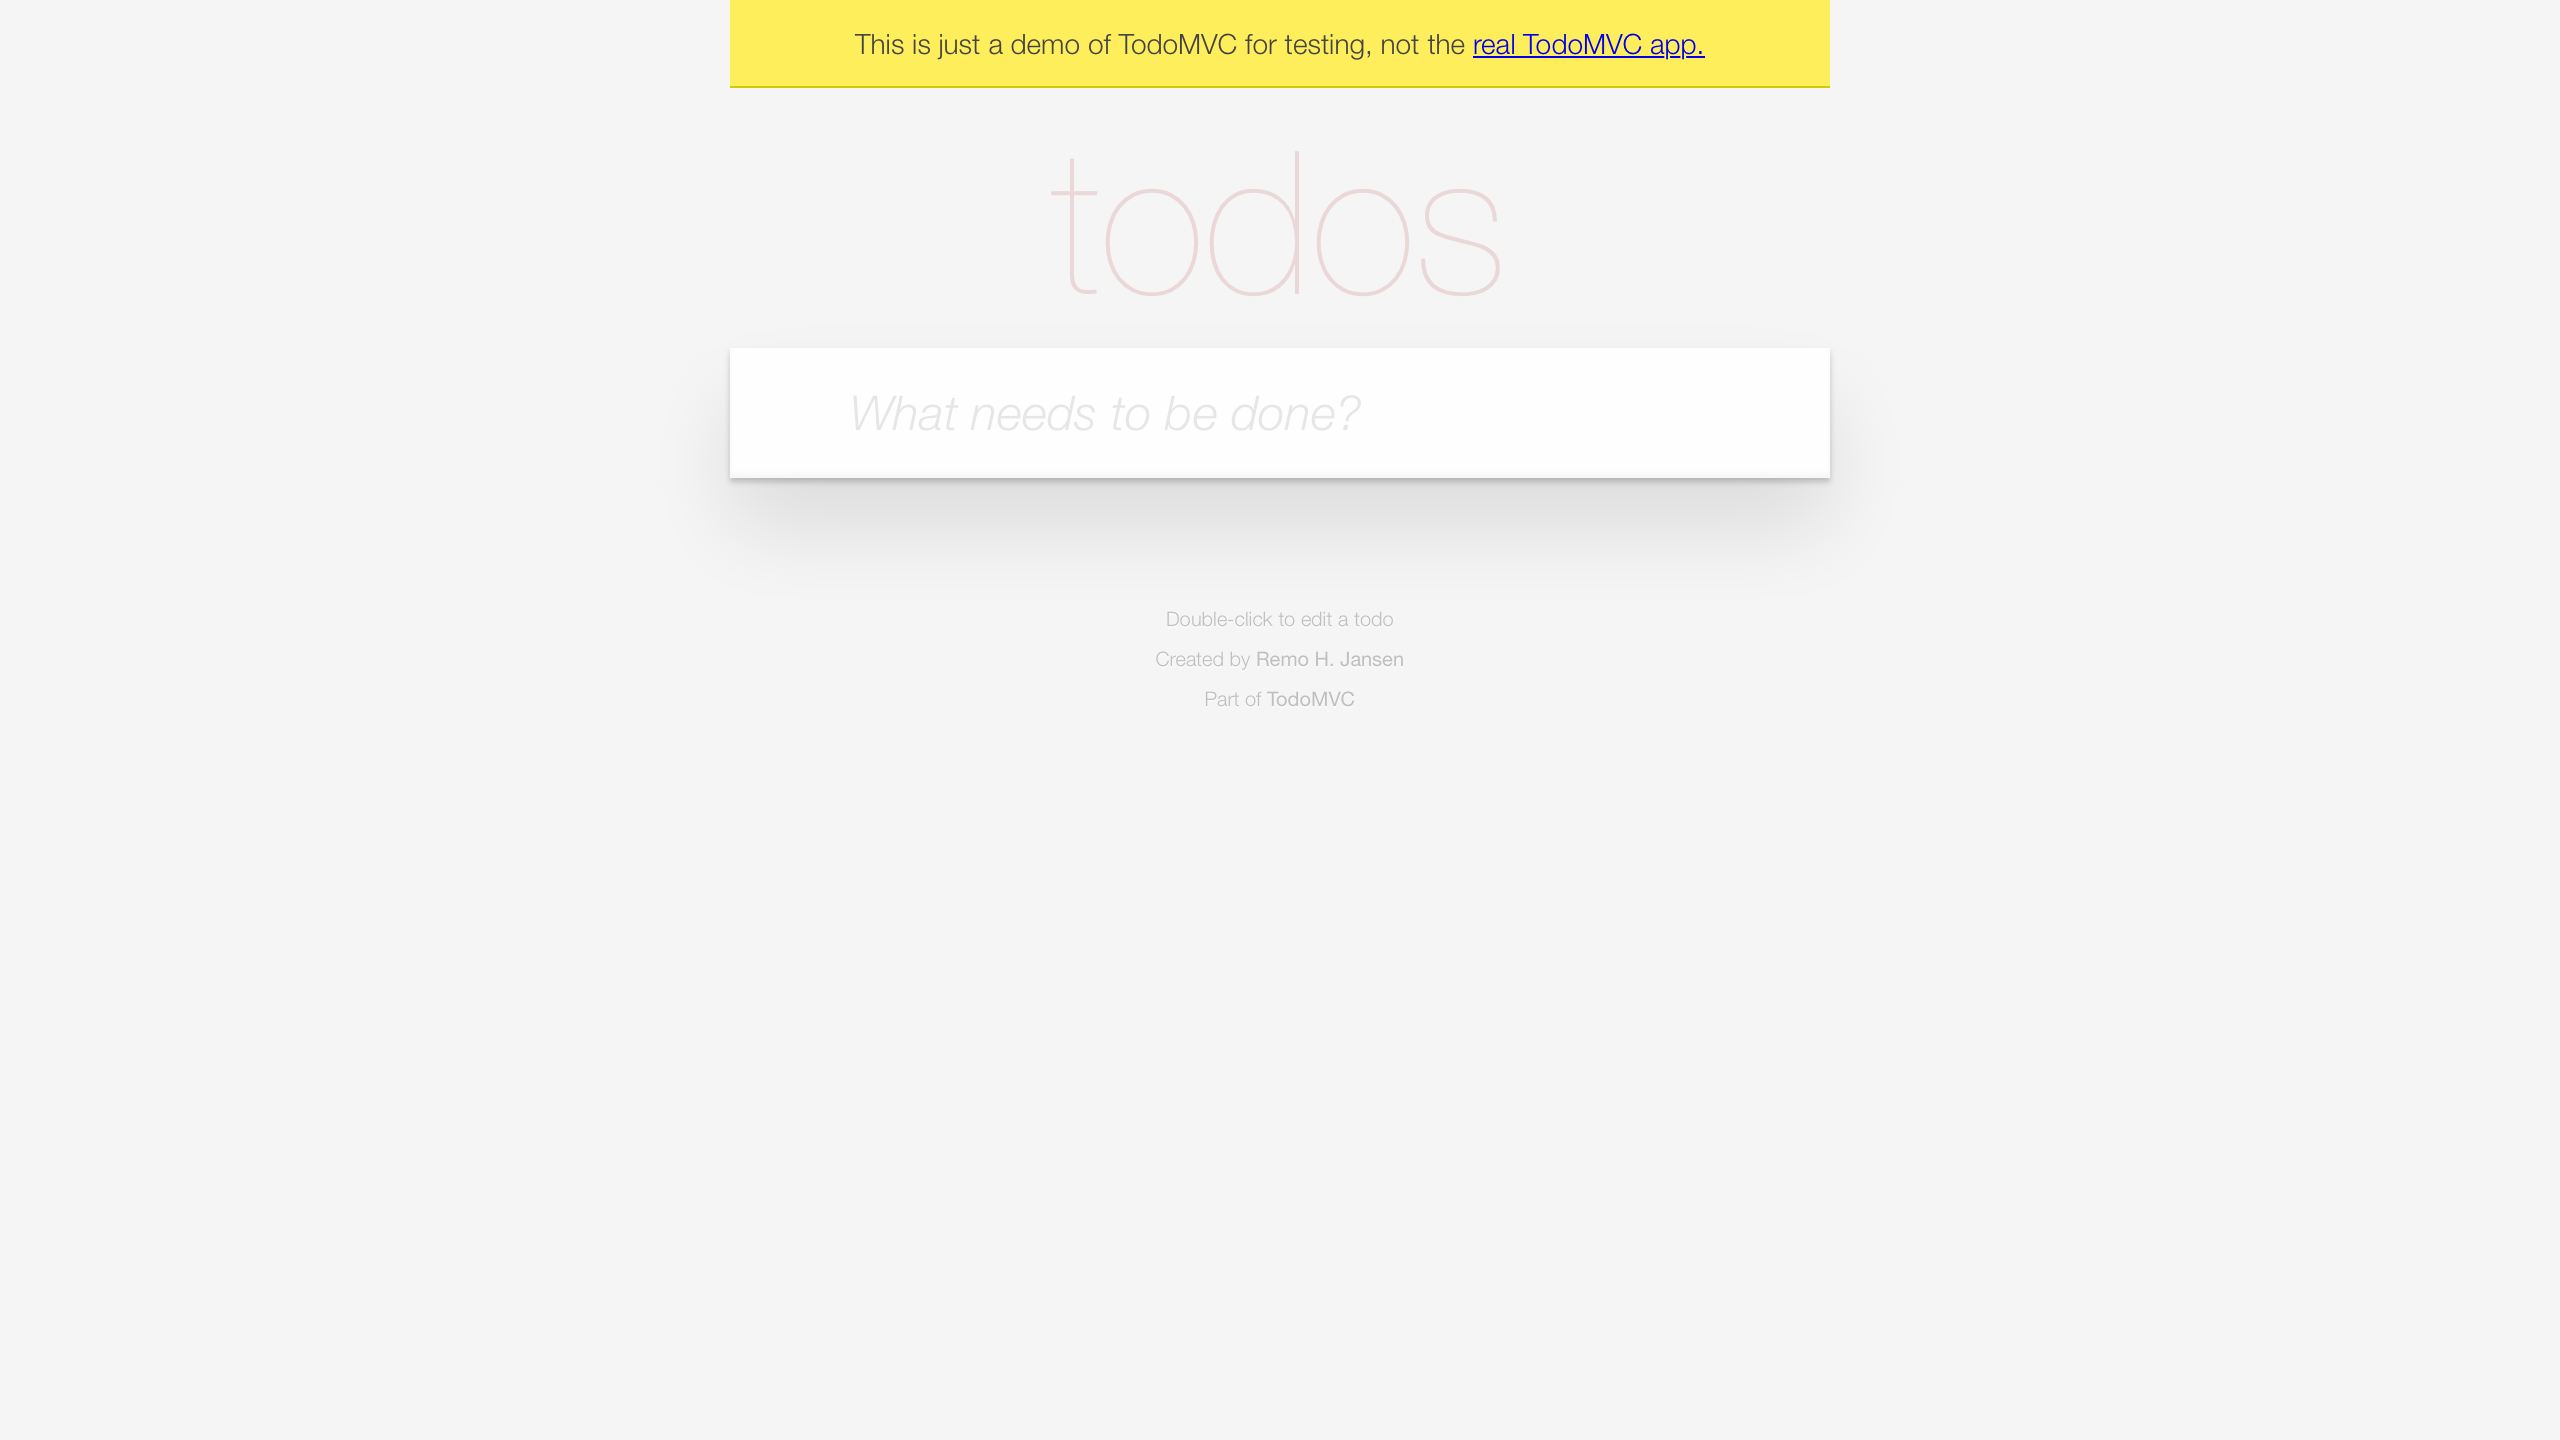 This is just a demo of TodoMVC for testing, not the real TodoMVC app.
todos
What needs to be done?
Double-click to edit a todo
Created by Remo H. Jansen
Part of TodoMVC